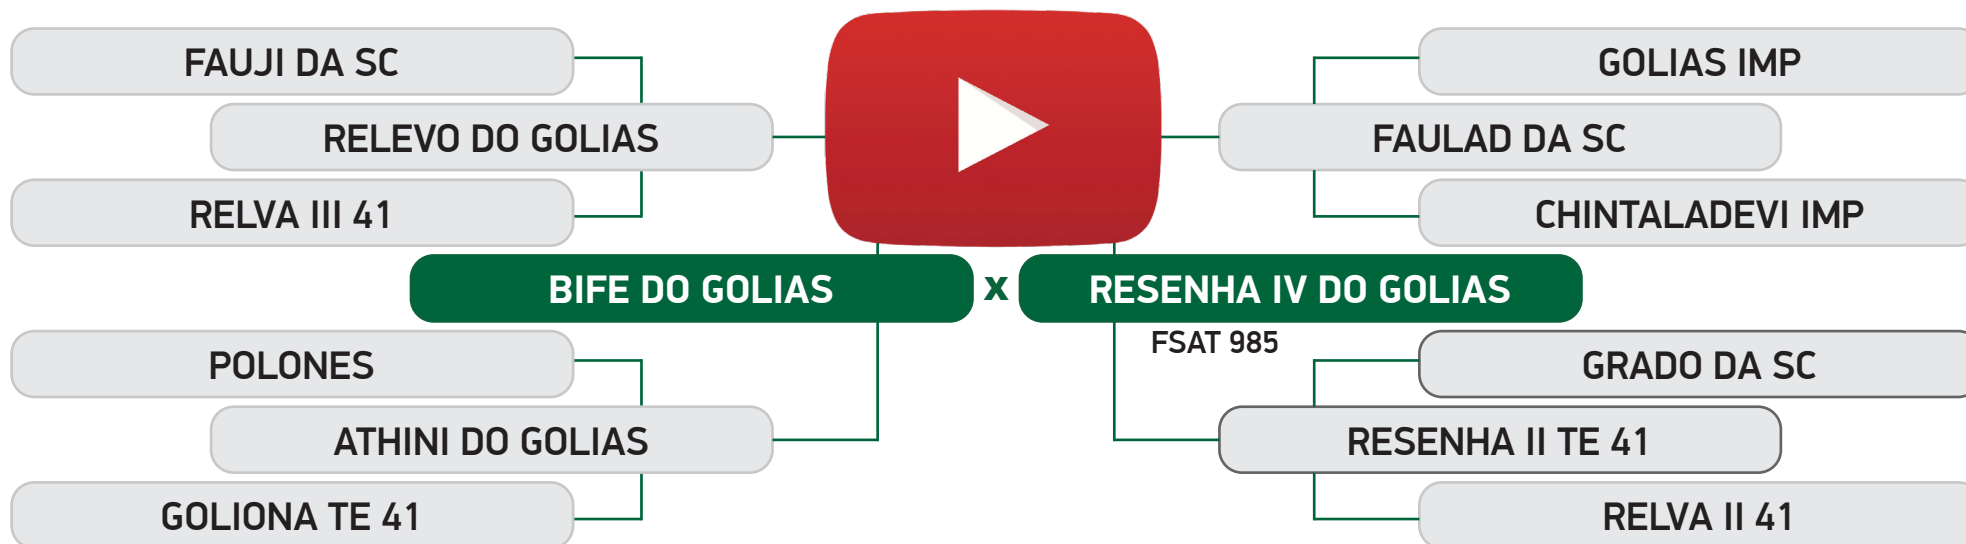 FAUJI DA SC
GOLIAS IMP
RELEVO DO GOLIAS
FAULAD DA SC
RELVA III 41
CHINTALADEVI IMP
BIFE DO GOLIAS x RESENHA IV DO GOLIAS
FSAT 985
POLONES
GRADO DA SC
ATHINI DO GOLIAS
RESENHA II TE 41
GOLIONA TE 41
RELVA II 41